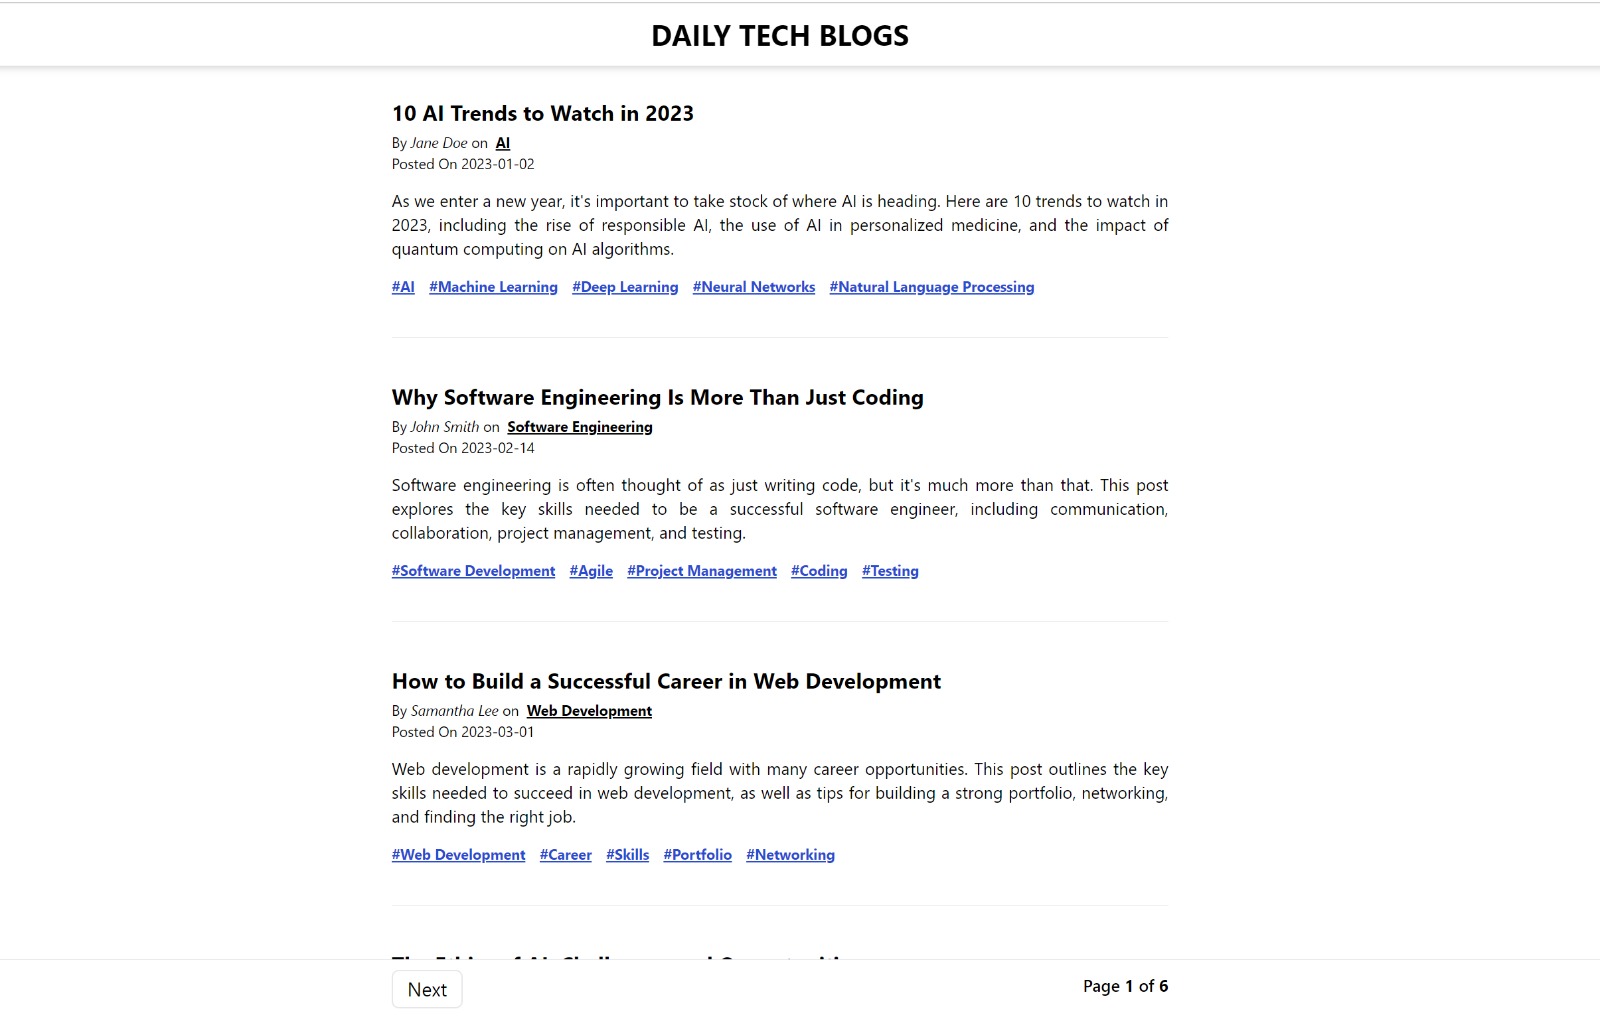 DAILY TECH BLOGS
10 AI Trends to Watch in 2023
By Jane Doe on AI
Posted On 2023-01-02
As we enter a new year, it's important to take stock of where AI is heading. Here are 10 trends to watch in
2023, including the rise of responsible AI, the use of AI in personalized medicine, and the impact of
quantum computing on AI algorithms.
#AI #Machine Learning #Deep Learning #Neural Networks #Natural Language Processing
Why Software Engineering Is More Than Just Coding
By John Smith on Software Engineering
Posted On 2023-02-14
Software engineering is often thought of as just writing code, but it's much more than that. This post
explores the key skills needed to be a successful software engineer, including communication,
collaboration, project management, and testing.
#Software Development #Agile #Project Management #Coding #Testing
How to Build a Successful Career in Web Development
By Samantha Lee on Web Development
Posted On 2023-03-01
Web development is a rapidly growing field with many career opportunities. This post outlines the key
skills needed to succeed in web development, as well as tips for building a strong portfolio, networking,
and finding the right job.
#Web Development #Career #Skills #Portfolio #Networking
Next
Page 1 of 6